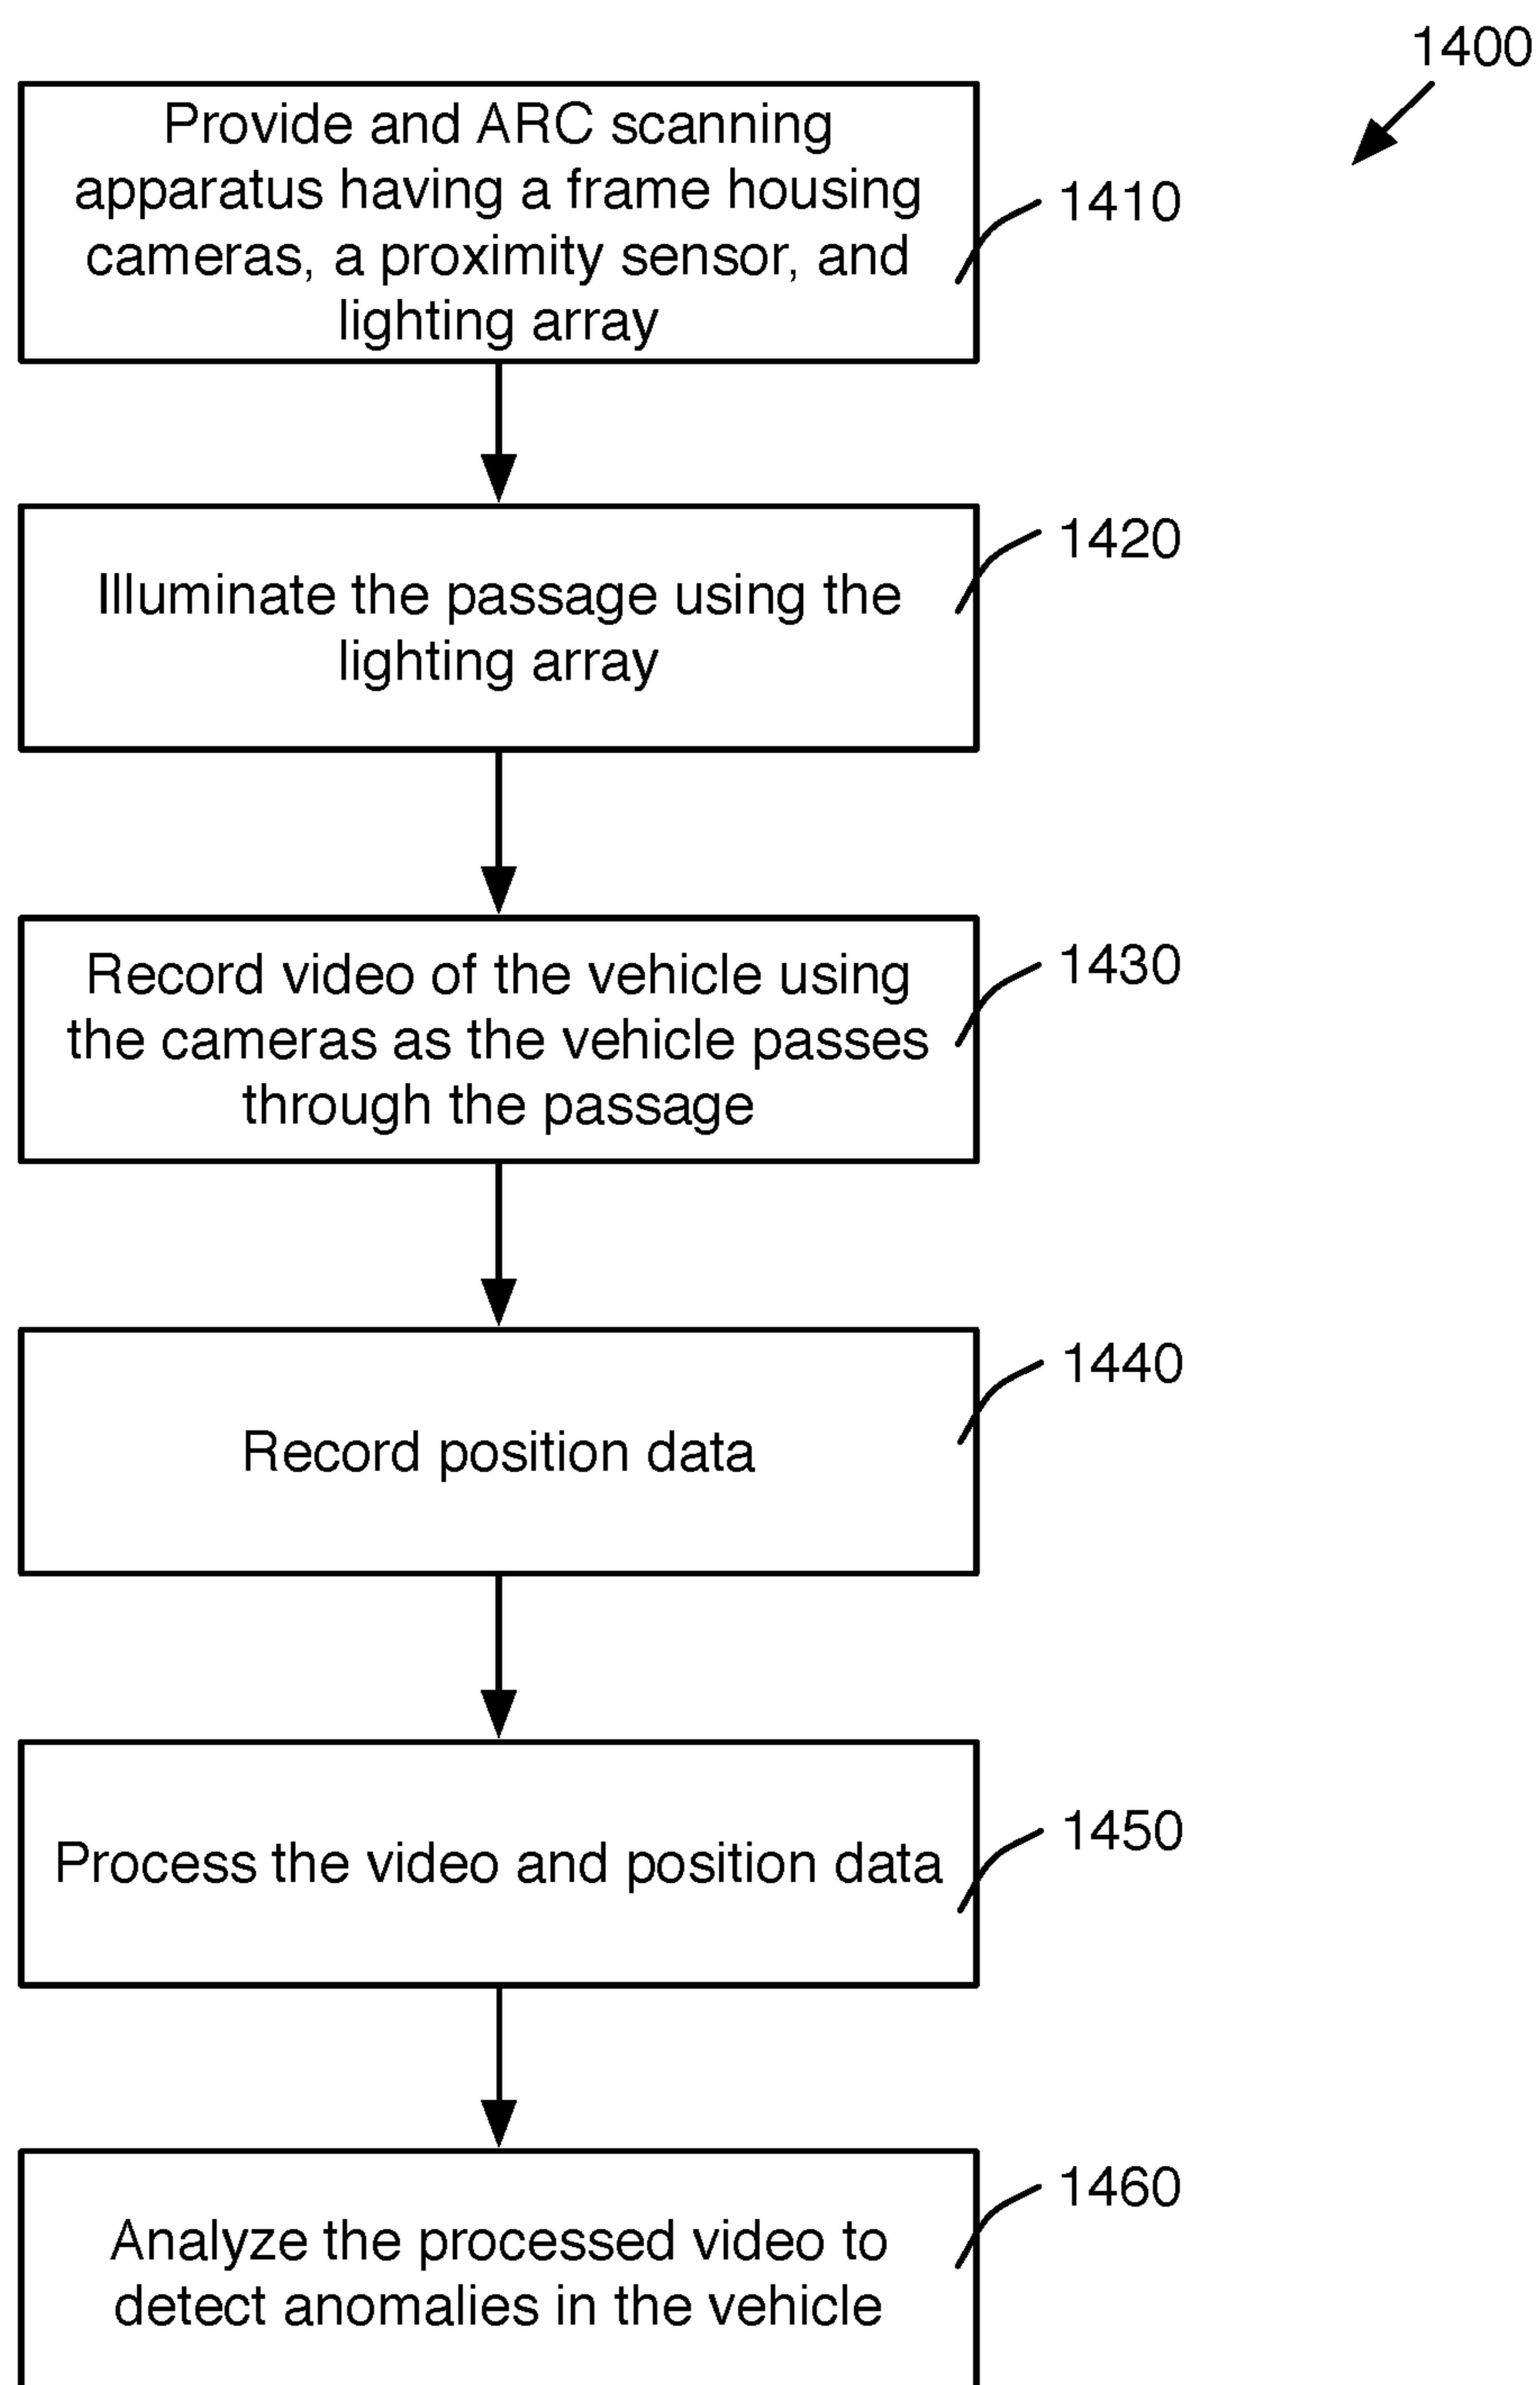 1400
Provide and ARC scanning
apparatus having a frame housing
cameras, a proximity sensor, and
lighting array
1410
Illuminate the passage using the
lighting array
1420
Record video of the vehicle using
the cameras as the vehicle passes
through the passage
1430
Record position data
1440
Process the video and position data
1450
Analyze the processed video to
detect anomalies in the vehicle
1460